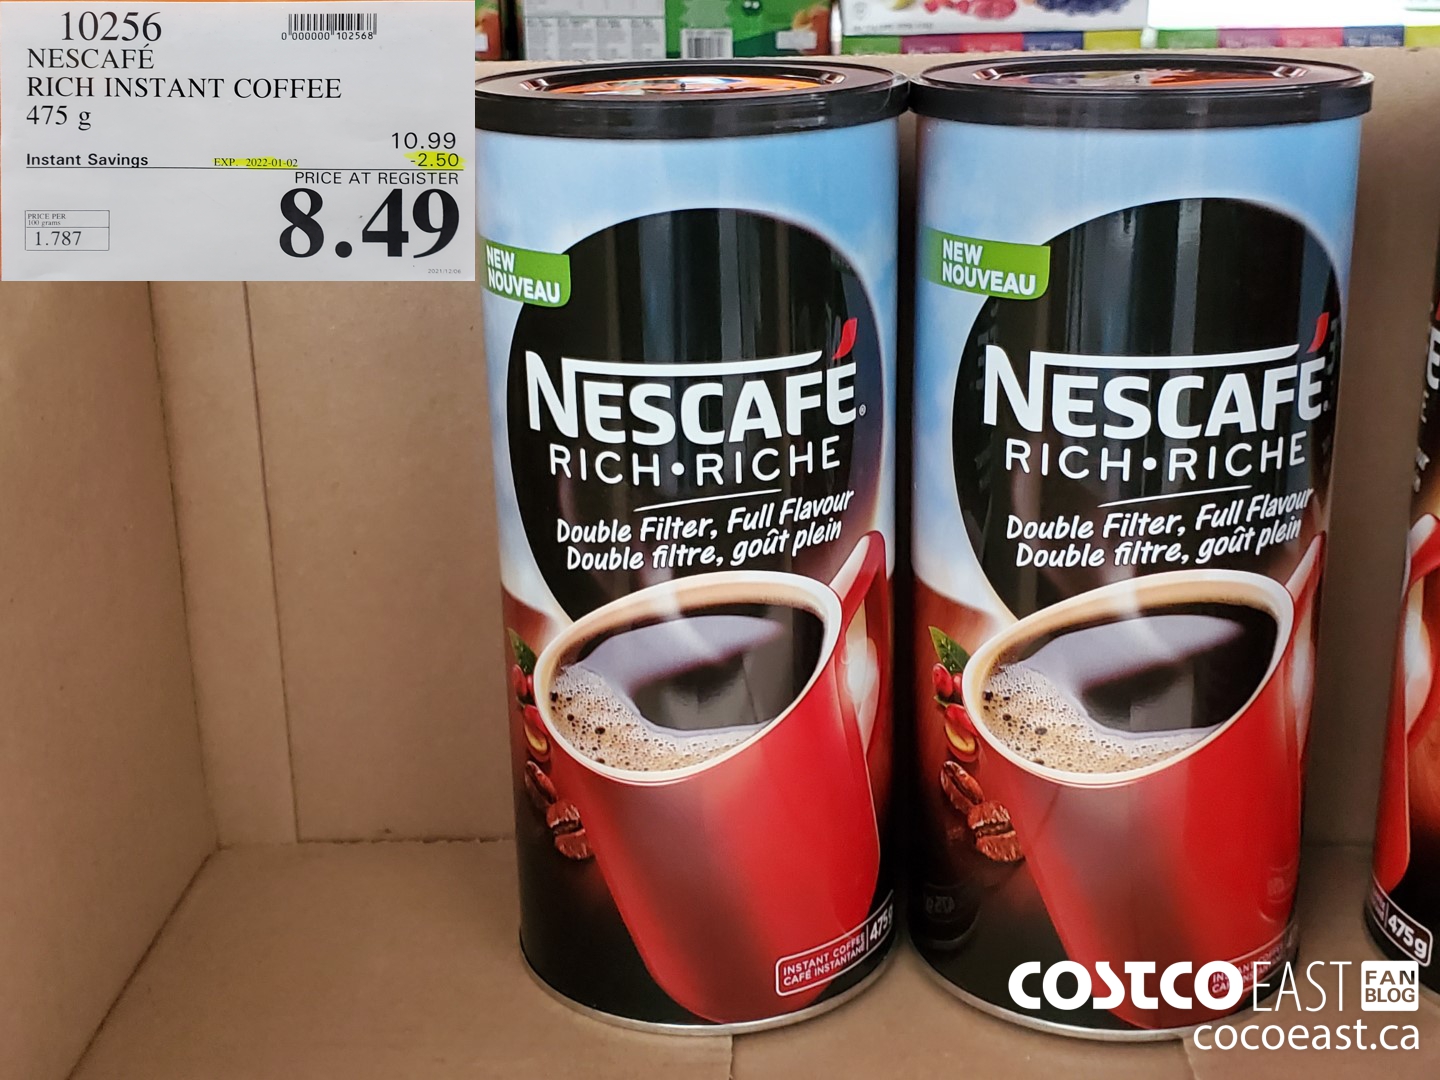 10256
0 000000 102568
NESCAFÉ
RICH INSTANT COFFEE
475 g
10.99
Instant Savings EXP. 2022-01-02 -2.50
PRICE AT REGISTER
8.49
PRICE PER
100 grams
1.787
2021/12/06
NEW
NOUVEAU
NESCAFÉ®
RICH•RICHE
Double Filter, Full Flavour
Double filtre, goût plein
INSTANT COFFEE
CAFÉ INSTANTANÉ
475g
NEW
NOUVEAU
NESCAFÉ
RICH•RICHE
Double Filter, Full Flavour
Double filtre, goût plein
475g
COSTCO EAST FAN
BLOG
cocoeast.ca